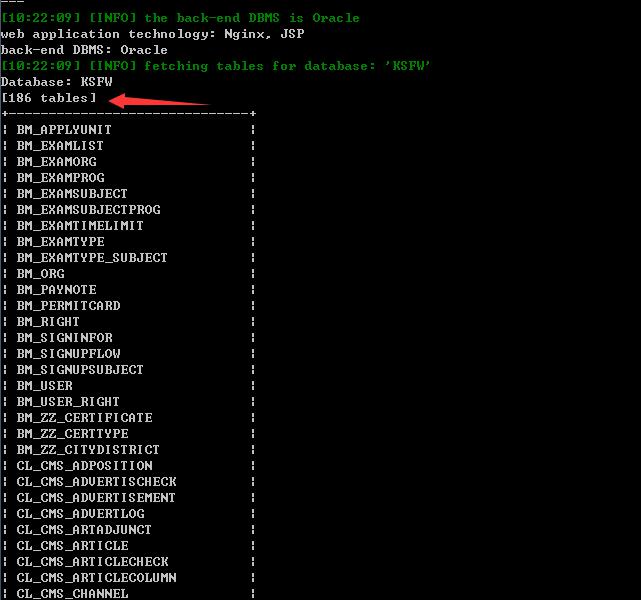 ---
[10:22:09] [INFO] the back-end DBMS is Oracle
web application technology: Nginx, JSP
back-end DBMS: Oracle
[10:22:09] [INFO] fetching tables for database: 'KSFW'
Database: KSFW
[186 tables]
+------------------------------+
¦ BM_APPLYUNIT ¦
¦ BM_EXAMLIST ¦
¦ BM_EXAMORG ¦
¦ BM_EXAMPROG ¦
¦ BM_EXAMSUBJECT ¦
¦ BM_EXAMSUBJECTPROG ¦
¦ BM_EXAMTIMELIMIT ¦
¦ BM_EXAMTYPE ¦
¦ BM_EXAMTYPE_SUBJECT ¦
¦ BM_ORG ¦
¦ BM_PAYNOTE ¦
¦ BM_PERMITCARD ¦
¦ BM_RIGHT ¦
¦ BM_SIGNINFOR ¦
¦ BM_SIGNUPFLOW ¦
¦ BM_SIGNUPSUBJECT ¦
¦ BM_USER ¦
¦ BM_USER_RIGHT ¦
¦ BM_ZZ_CERTIFICATE ¦
¦ BM_ZZ_CERTTYPE ¦
¦ BM_ZZ_CITYDISTRICT ¦
¦ CL_CMS_ADPOSITION ¦
¦ CL_CMS_ADVERTISCHECK ¦
¦ CL_CMS_ADVERTISEMENT ¦
¦ CL_CMS_ADVERTLOG ¦
¦ CL_CMS_ARTADJUNCT ¦
¦ CL_CMS_ARTICLE ¦
¦ CL_CMS_ARTICLECHECK ¦
¦ CL_CMS_ARTICLECOLUMN ¦
¦ CL_CMS_CHANNEL ¦